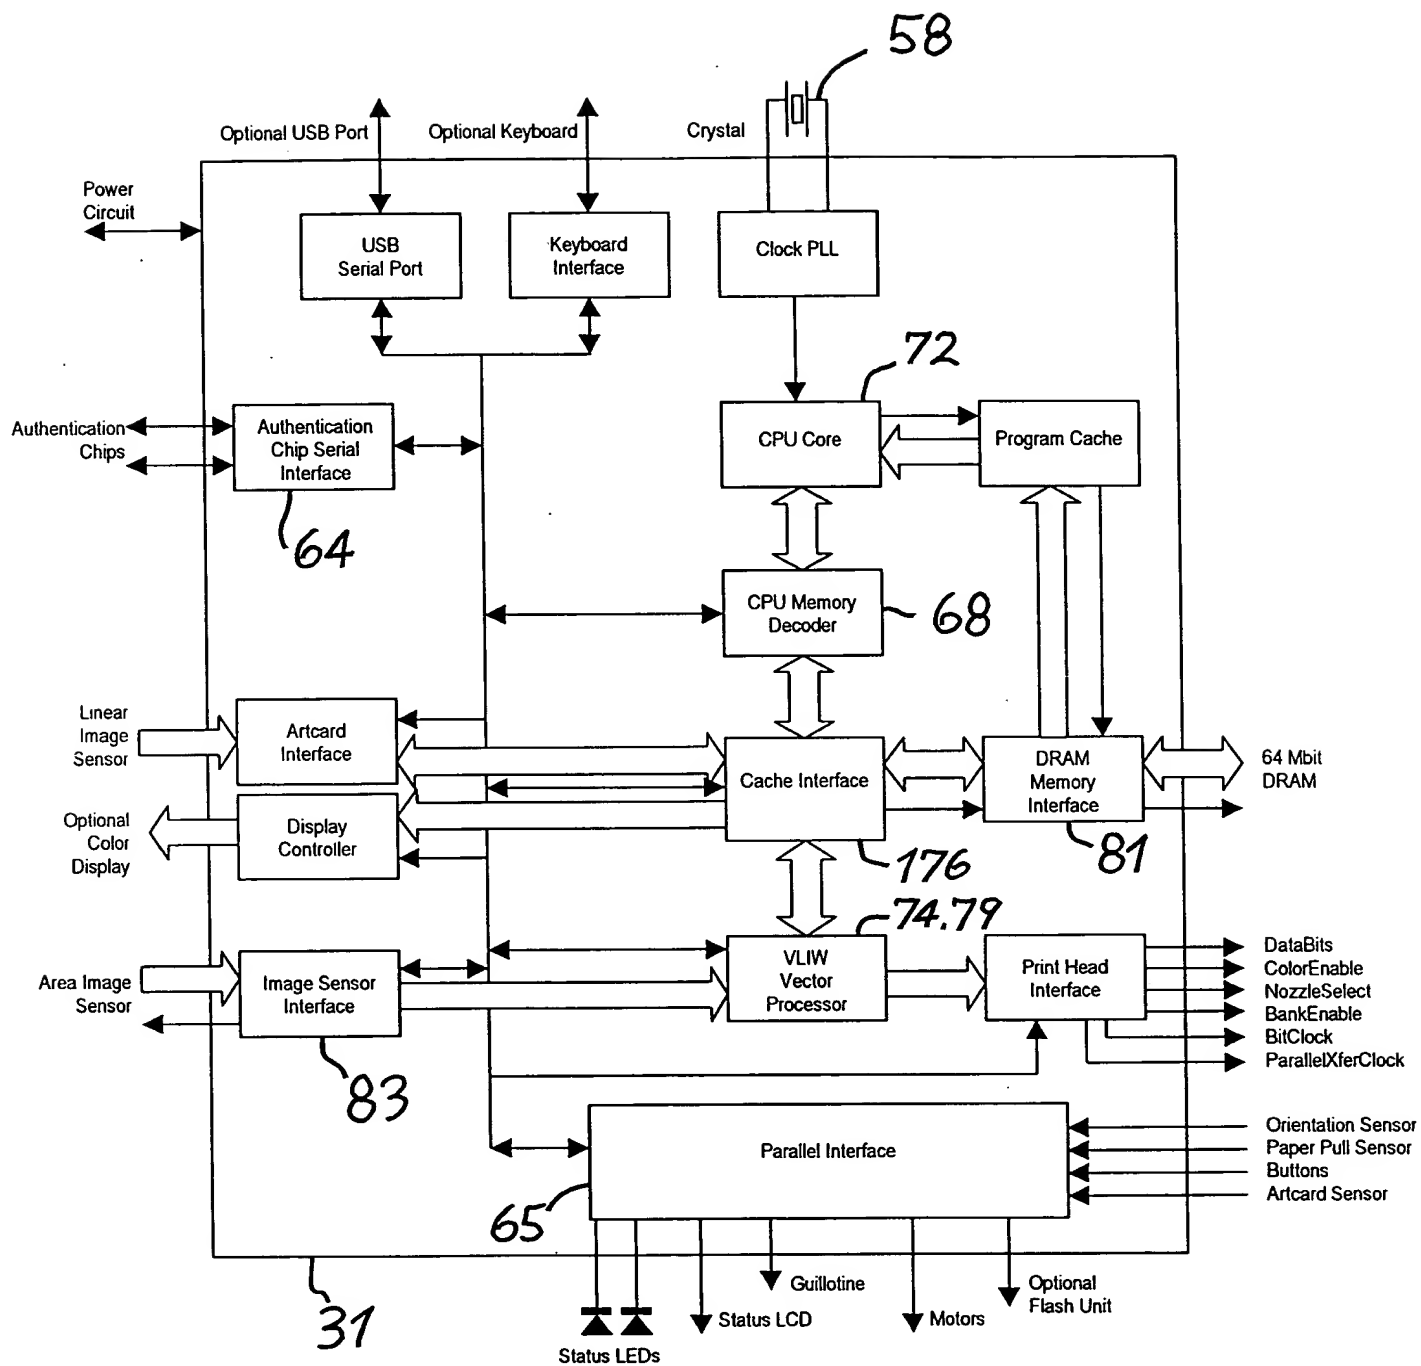 58
Optional USB Port
Optional Keyboard
Crystal
Power
Circuit
USB
Serial Port
Keyboard
Interface
Clock PLL
72
Authentication
Chips
Authentication
Chip Serial
Interface
CPU Core
Program Cache
64
CPU Memory
Decoder
68
Linear
Image
Sensor
Artcard
Interface
Cache Interface
DRAM
Memory
Interface
64 Mbit
DRAM
Optional
Color
Display
Display
Controller
176
81
74.79
Area Image
Sensor
Image Sensor
Interface
VLIW
Vector
Processor
Print Head
Interface
DataBits
ColorEnable
NozzleSelect
BankEnable
BitClock
ParallelXferClock
83
Parallel Interface
Orientation Sensor
Paper Pull Sensor
Buttons
Artcard Sensor
65
31
Status LEDs
Status LCD
Guillotine
Motors
Optional
Flash Unit